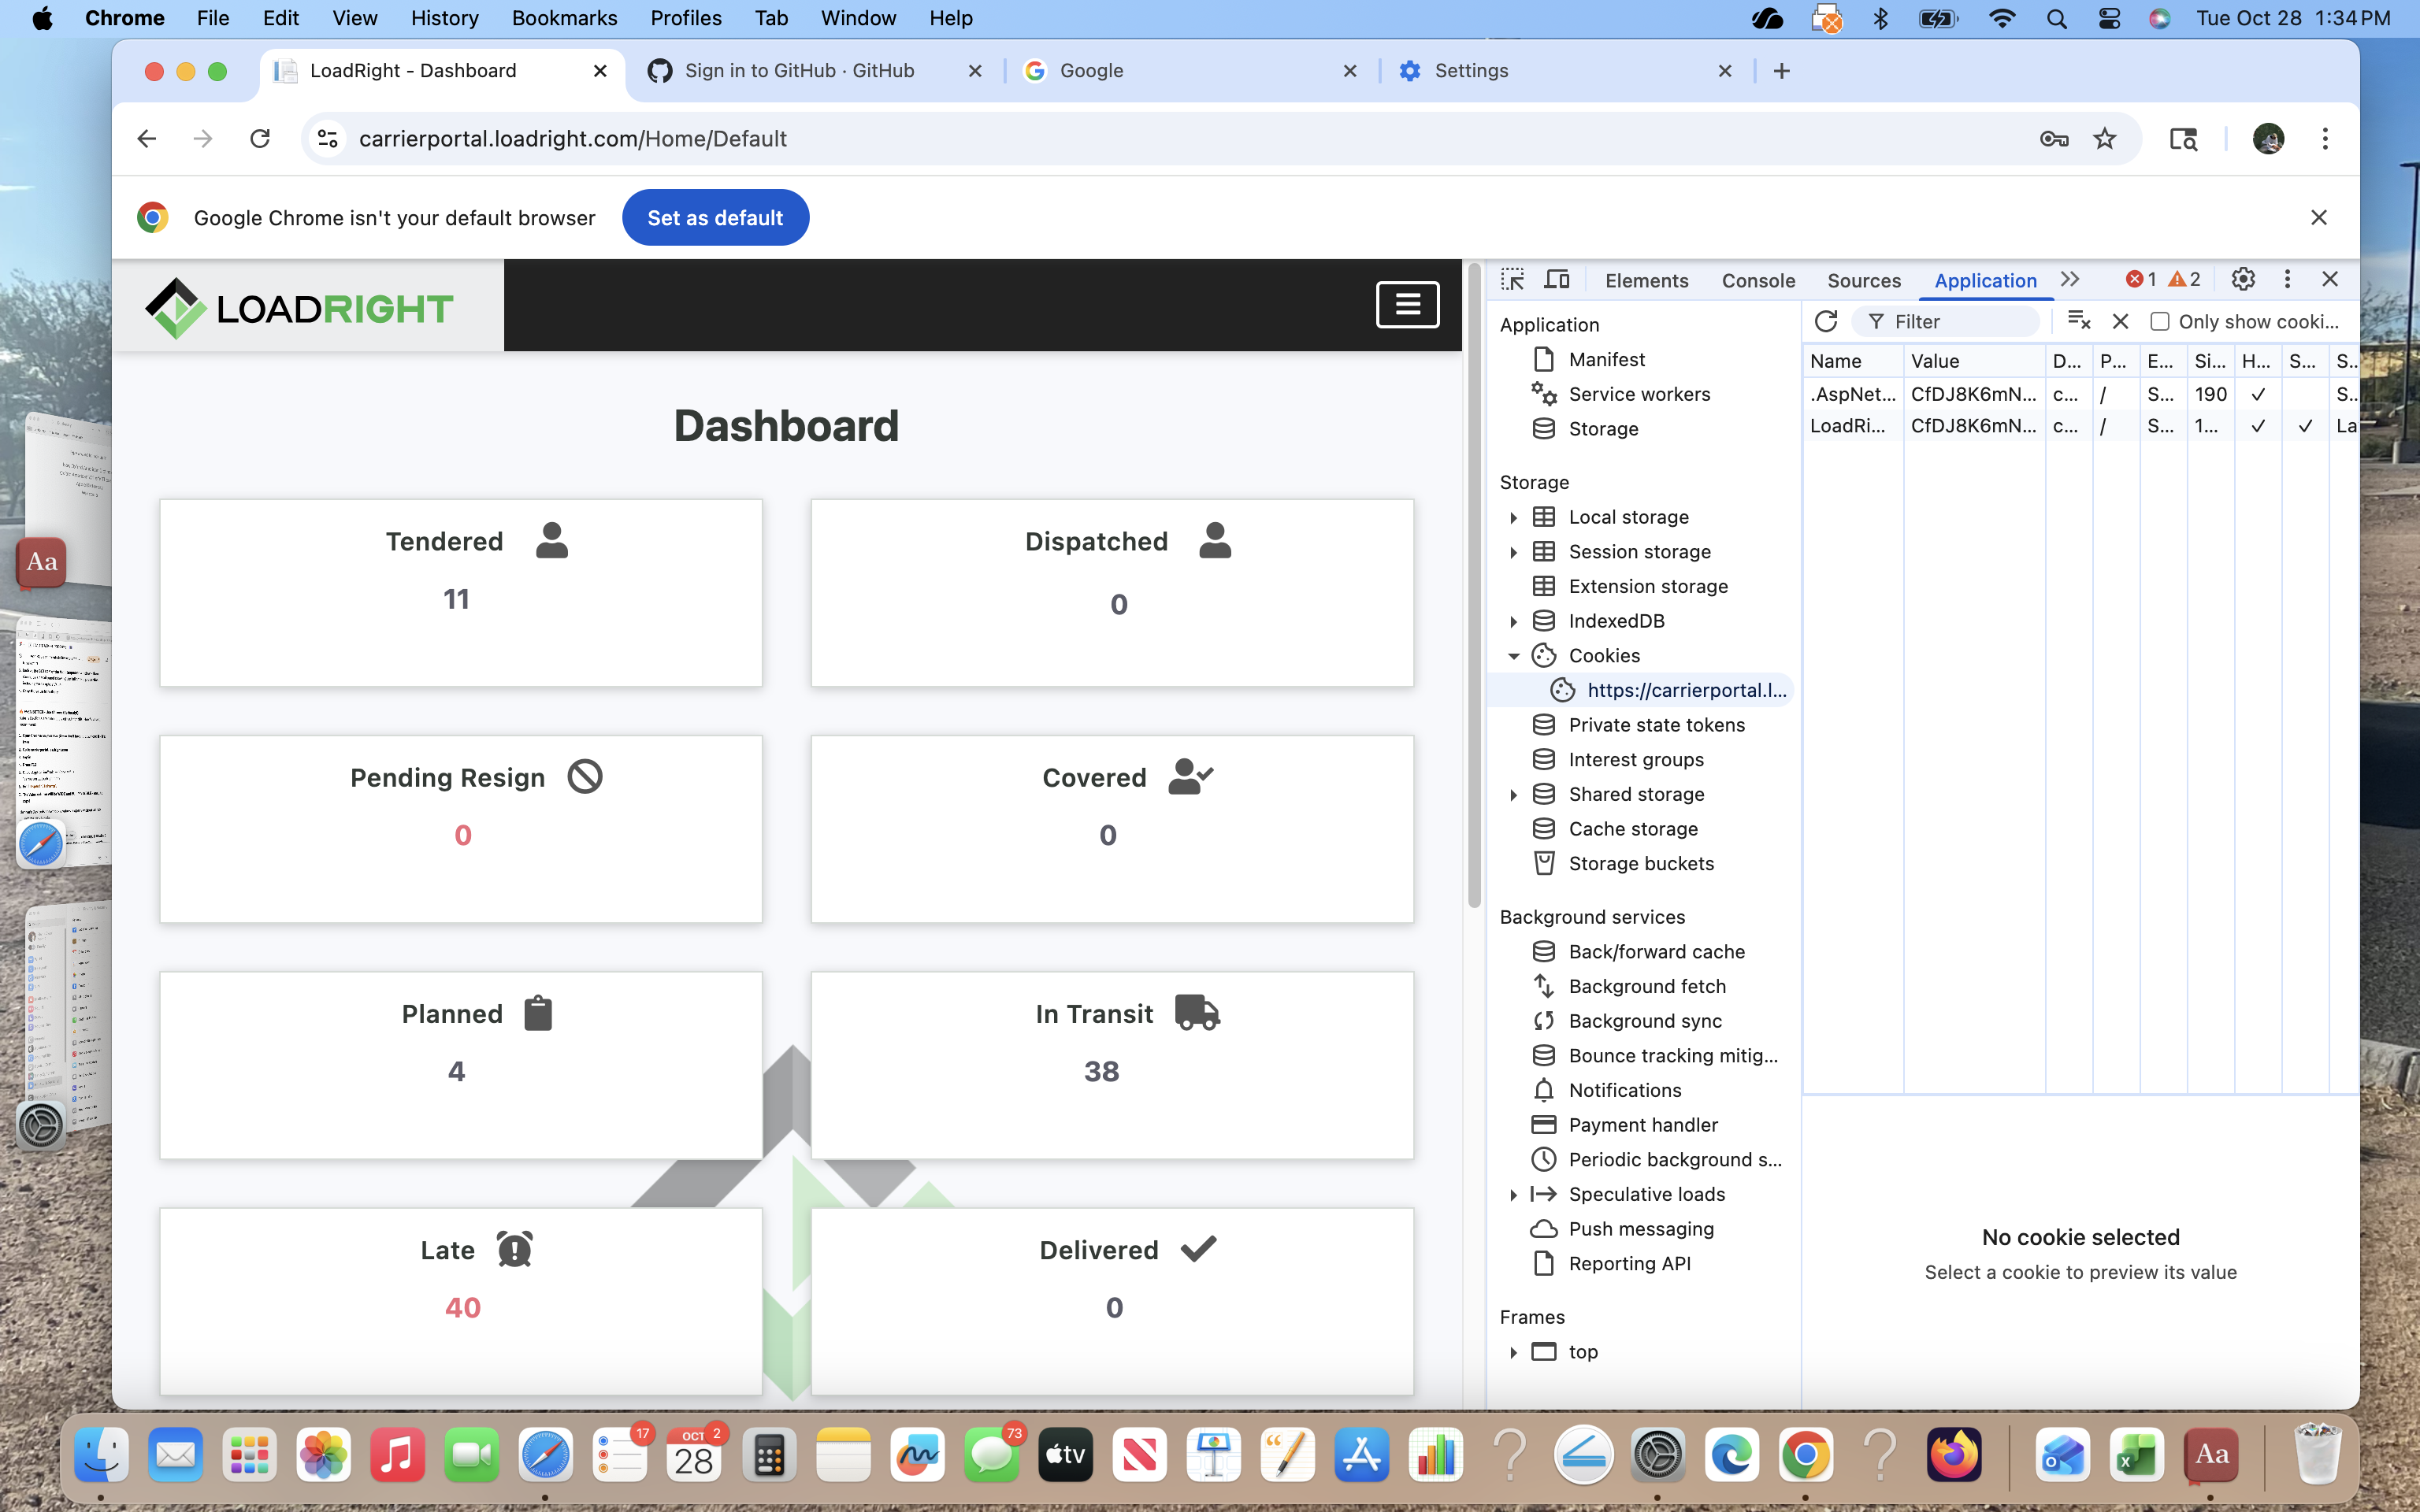 Chrome File Edit View History Bookmarks Profiles Tab Window Help Tue Oct 28 1:34 PM
LoadRight - Dashboard Sign in to GitHub · GitHub Google Settings
carrierportal.loadright.com/Home/Default
Google Chrome isn't your default browser Set as default
LOADRIGHT
Dashboard
Tendered
11
Dispatched
0
Pending Resign
0
Covered
0
Planned
4
In Transit
38
Late
40
Delivered
0
Elements Console Sources Application 1 2
Application
Manifest
Service workers
Storage
Storage
Local storage
Session storage
Extension storage
IndexedDB
Cookies
https://carrierportal.l...
Private state tokens
Interest groups
Shared storage
Cache storage
Storage buckets
Background services
Back/forward cache
Background fetch
Background sync
Bounce tracking mitig...
Notifications
Payment handler
Periodic background s...
Speculative loads
Push messaging
Reporting API
Frames
top
Filter Only show cooki...
Name Value D... P... E... Si... H... S... S..
.AspNet... CfDJ8K6mN... c... / S... 190 ✓ S..
LoadRi... CfDJ8K6mN... c... / S... 1... ✓ ✓ La
No cookie selected
Select a cookie to preview its value
Aa
17 OCT 2 28 73 tv Aa